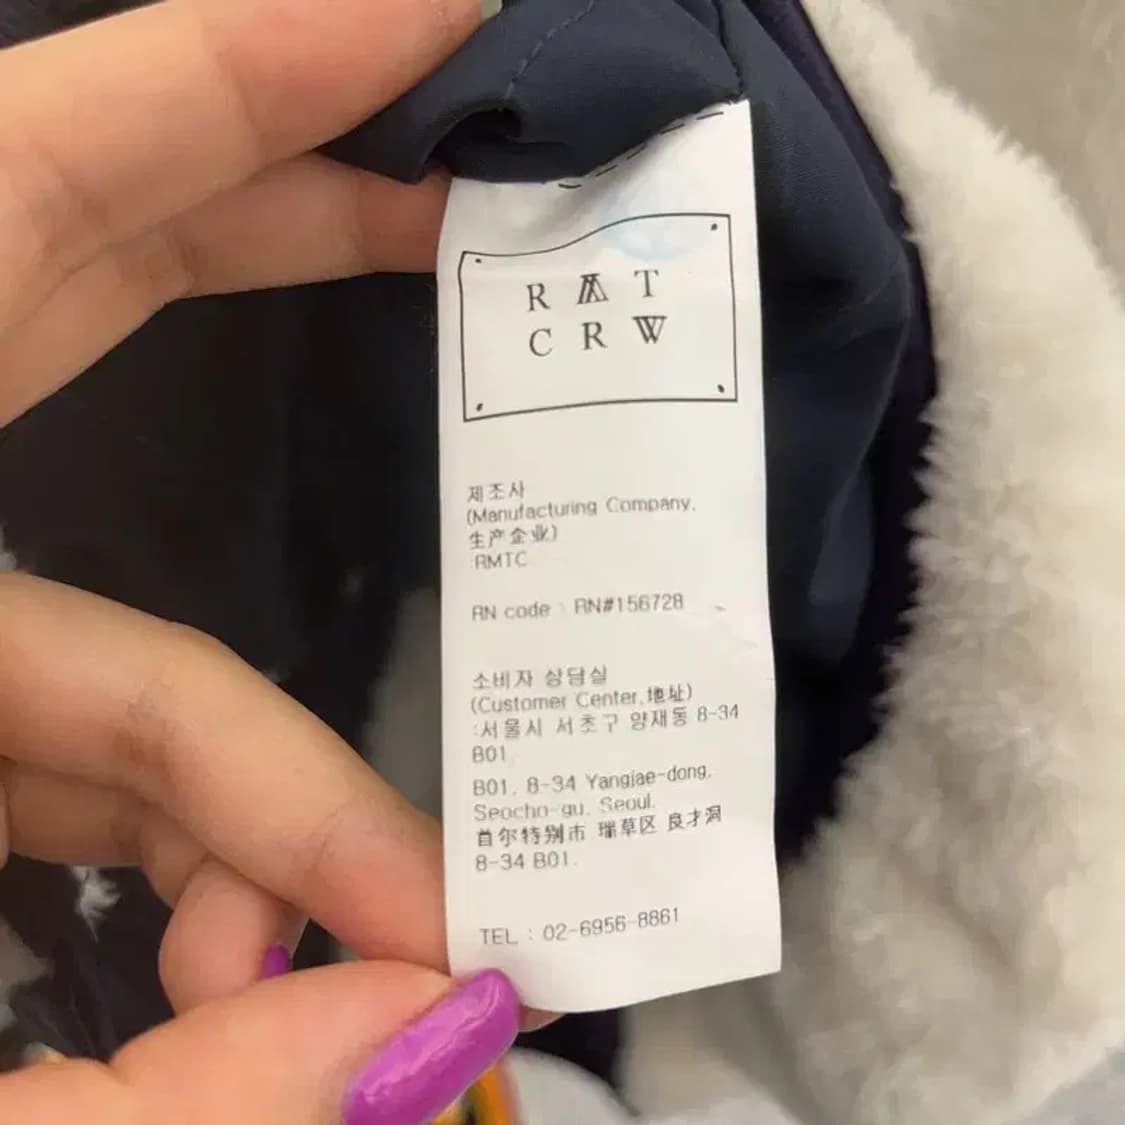 R M T
C R W
제조사
(Manufacturing Company,
生产企业)
:RMTC
RN code : RN#156728
소비자 상담실
(Customer Center,地址)
:서울시 서초구 양재동 8-34
B01
B01, 8-34 Yangjae-dong,
Seocho-gu, Seoul.
首尔特别市 瑞草区 良才洞
8-34 B01.
TEL : 02-6956-8861